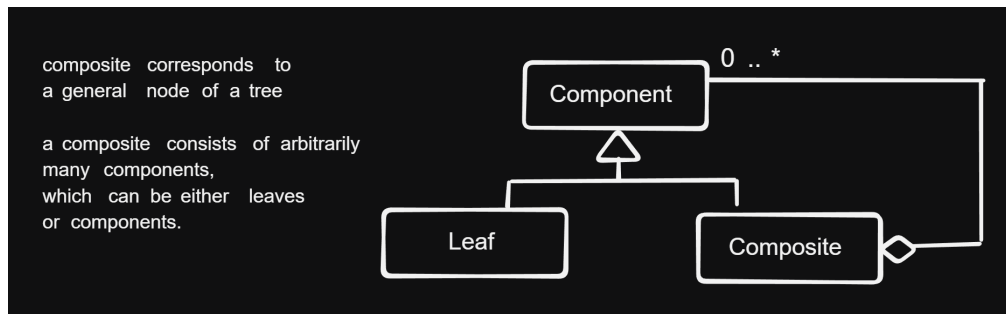 composite corresponds to
a general node of a tree
a composite consists of arbitrarily
many components,
which can be either leaves
or components.
0 .. *
Component
Leaf
Composite